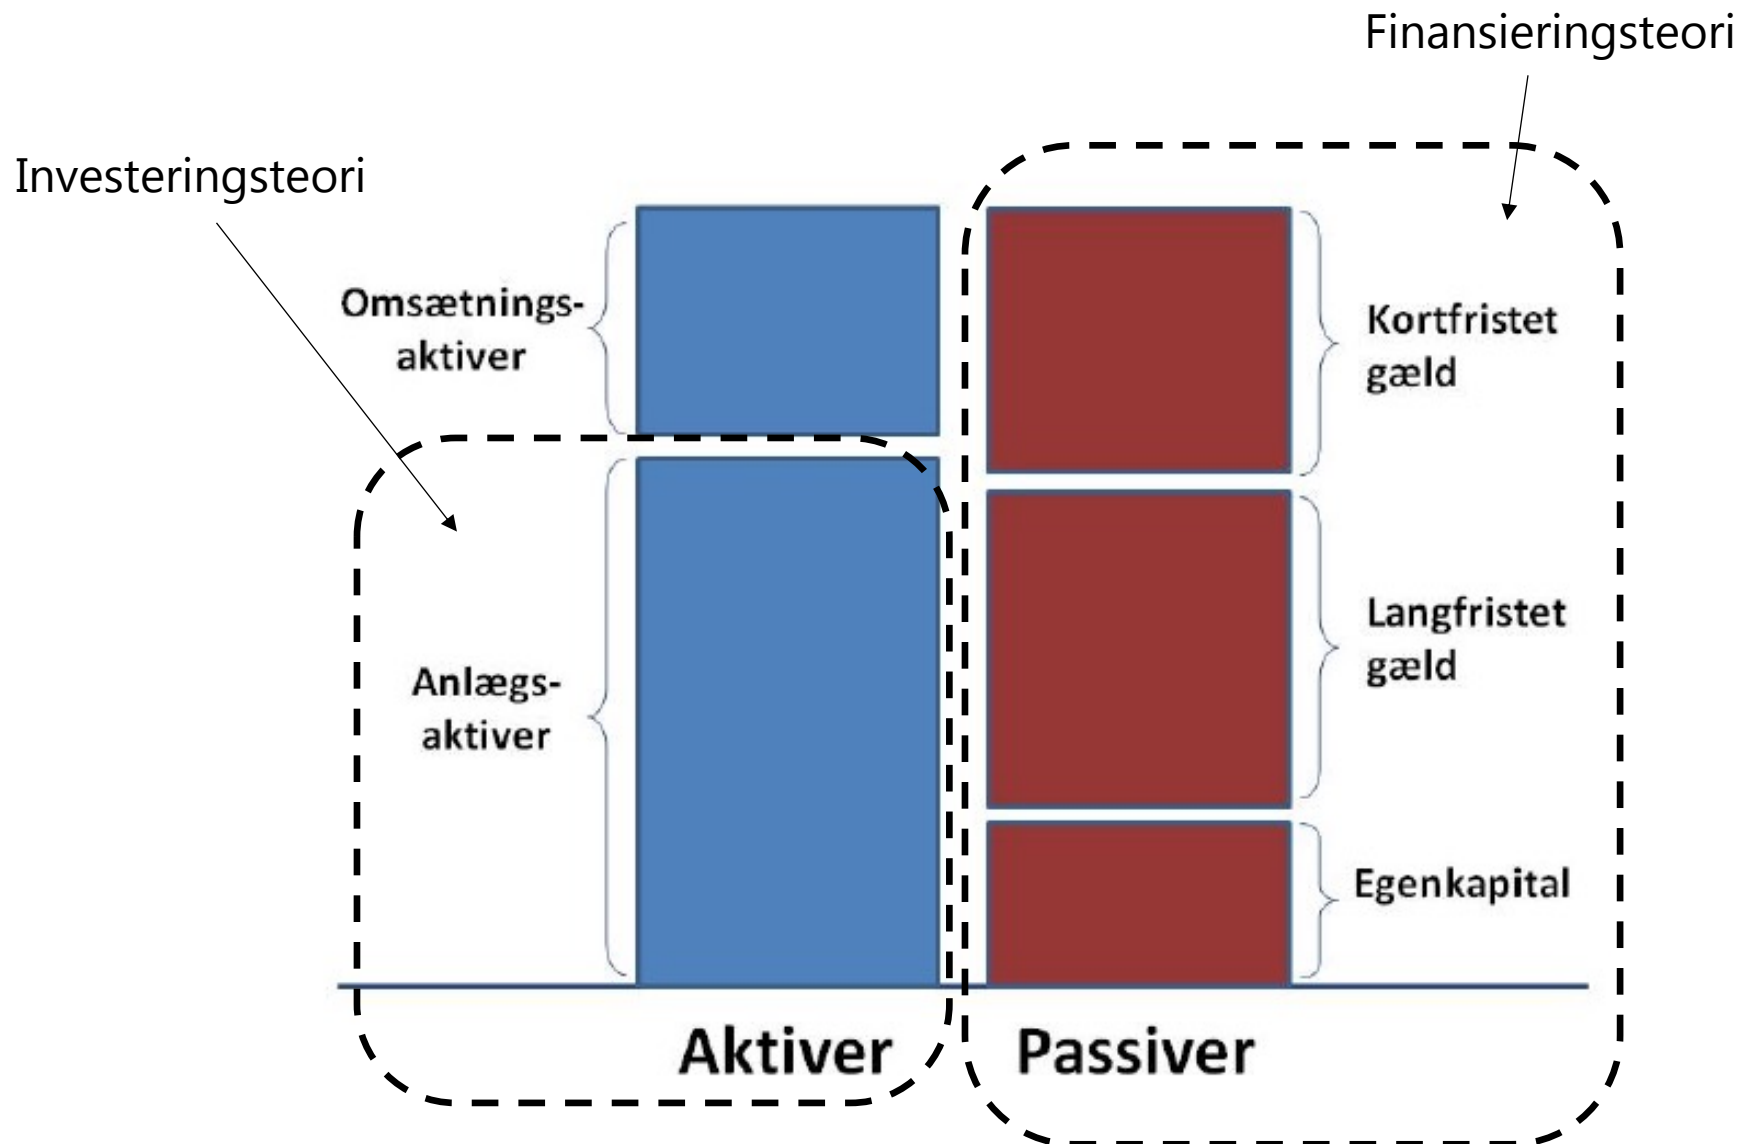 Finansieringsteori
Investeringsteori
Omsætnings-
aktiver
Kortfristet
gæld
Langfristet
gæld
Anlægs-
aktiver
Egenkapital
Aktiver
Passiver